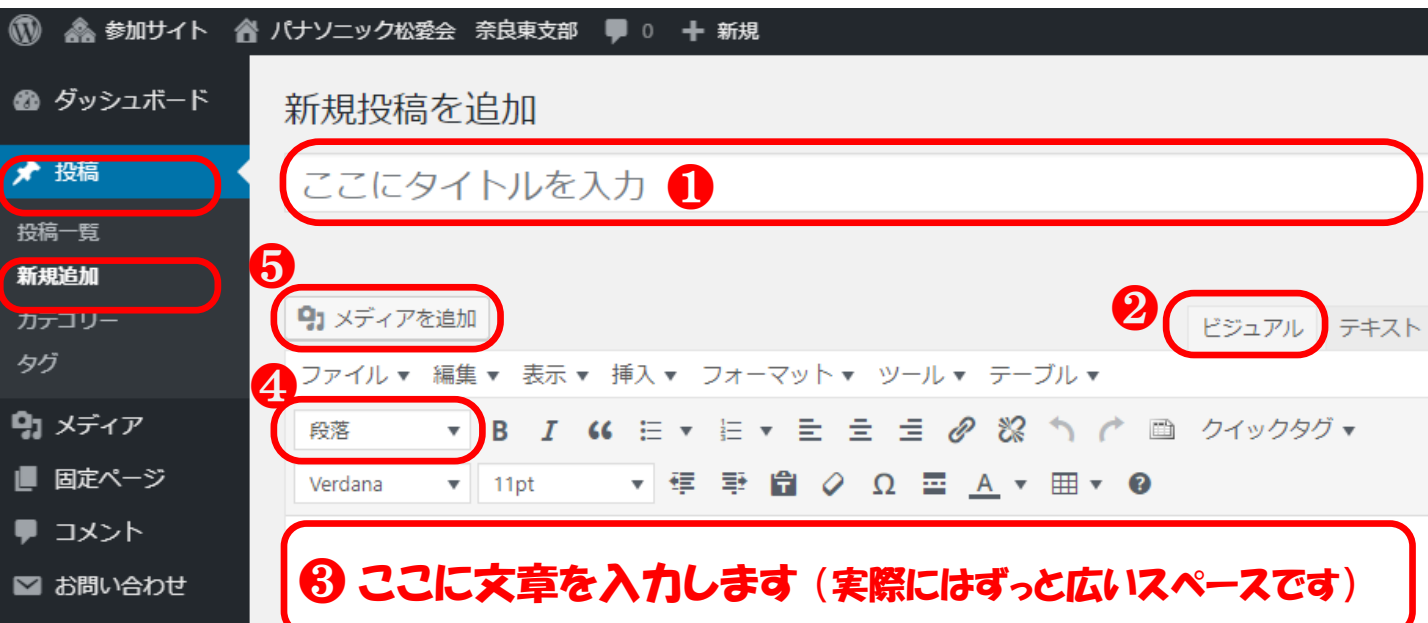 参加サイト パナソニック松愛会 奈良東支部 0 新規
ダッシュボード
投稿
投稿一覧
新規追加
カテゴリー
タグ
メディア
固定ページ
コメント
お問い合わせ
新規投稿を追加
ここにタイトルを入力 ❶
❺
メディアを追加
❷ ビジュアル テキスト
ファイル ▼ 編集 ▼ 表示 ▼ 挿入 ▼ フォーマット ▼ ツール ▼ テーブル ▼
❹
段落 ▼ B I クイックタグ ▼
Verdana ▼ 11pt ▼ Ω A ▼ ▼
❸ ここに文章を入力します（実際にはずっと広いスペースです）